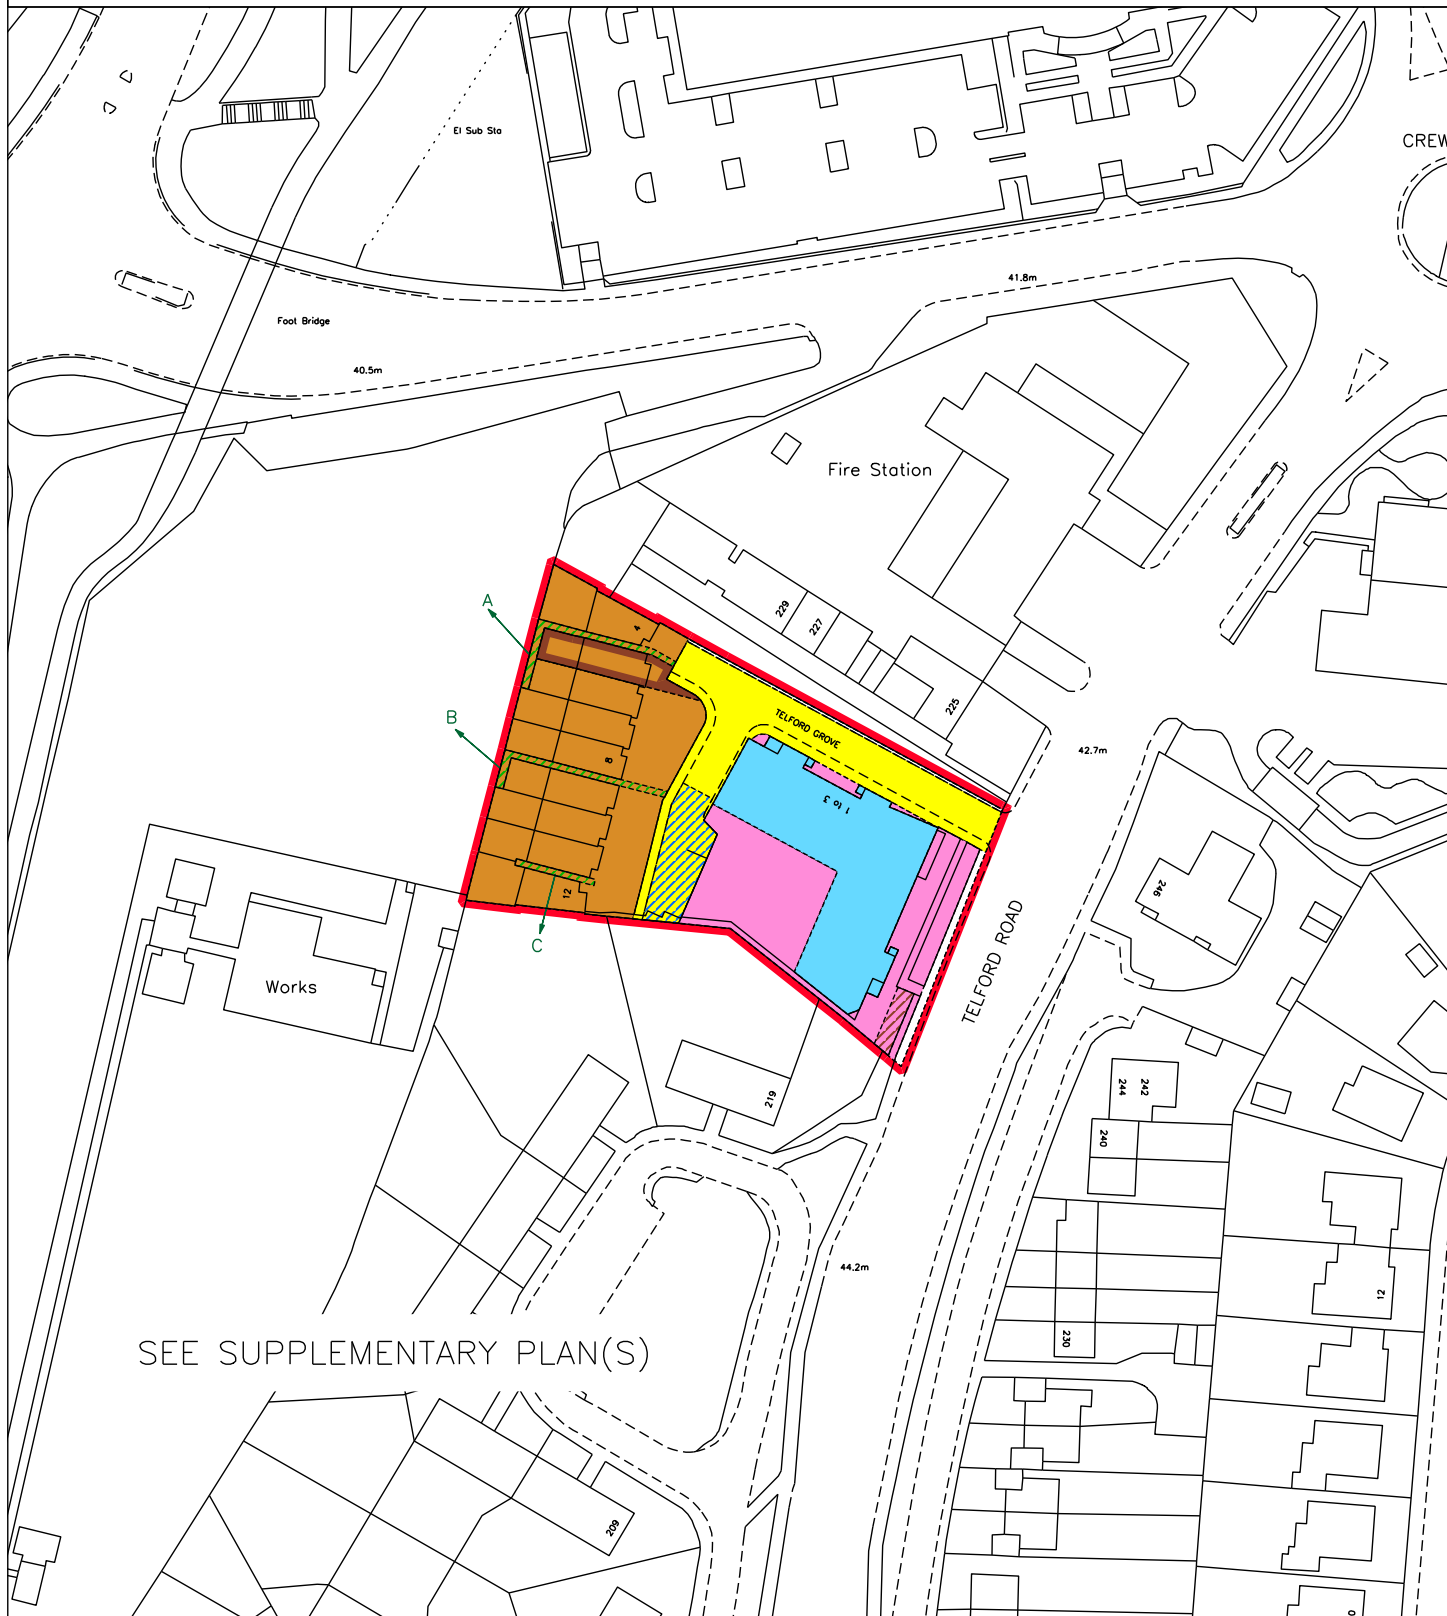 El Sub Sta
CREW
41.8m
Foot Bridge
40.5m
Fire Station
A
229
4
227
225
B
TELFORD GROVE
42.7m
8
1 to 3
246
12
TELFORD ROAD
C
Works
219
242
244
240
44.2m
12
230
SEE SUPPLEMENTARY PLAN(S)
209
0